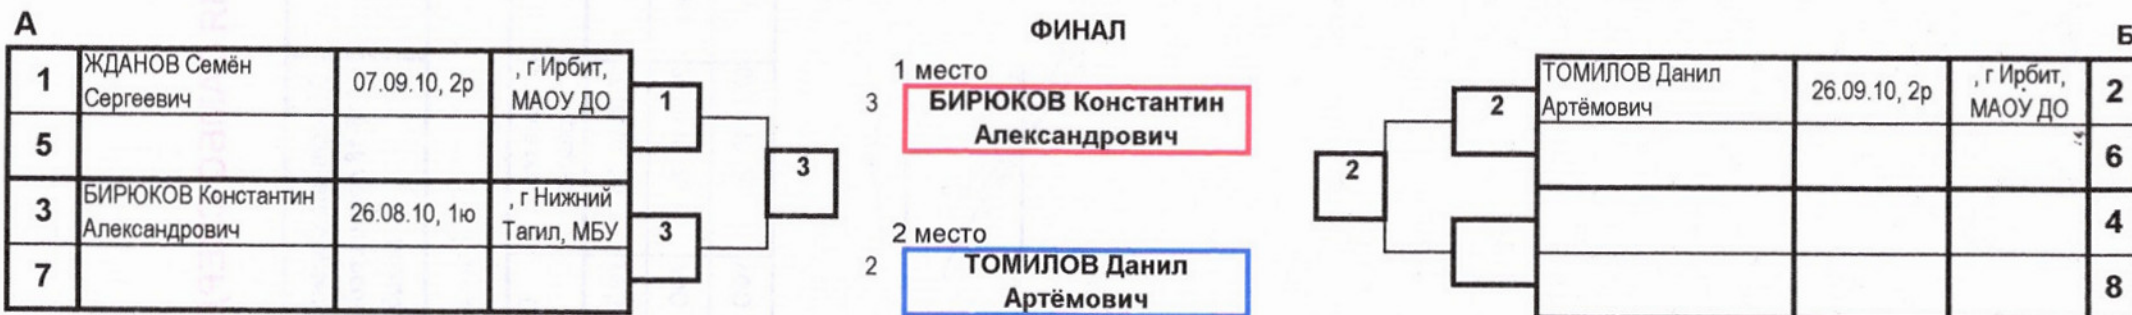 А
ФИНАЛ
Б
1
ЖДАНОВ Семён
Сергеевич
07.09.10, 2р
, г Ирбит,
МАОУ ДО
5
3
БИРЮКОВ Константин
Александрович
26.08.10, 1ю
, г Нижний
Тагил, МБУ
7
1
3
3
1 место
3
БИРЮКОВ Константин
Александрович
2 место
2
ТОМИЛОВ Данил
Артёмович
2
2
ТОМИЛОВ Данил
Артёмович
26.09.10, 2р
, г Ирбит,
МАОУ ДО
2
6
4
8